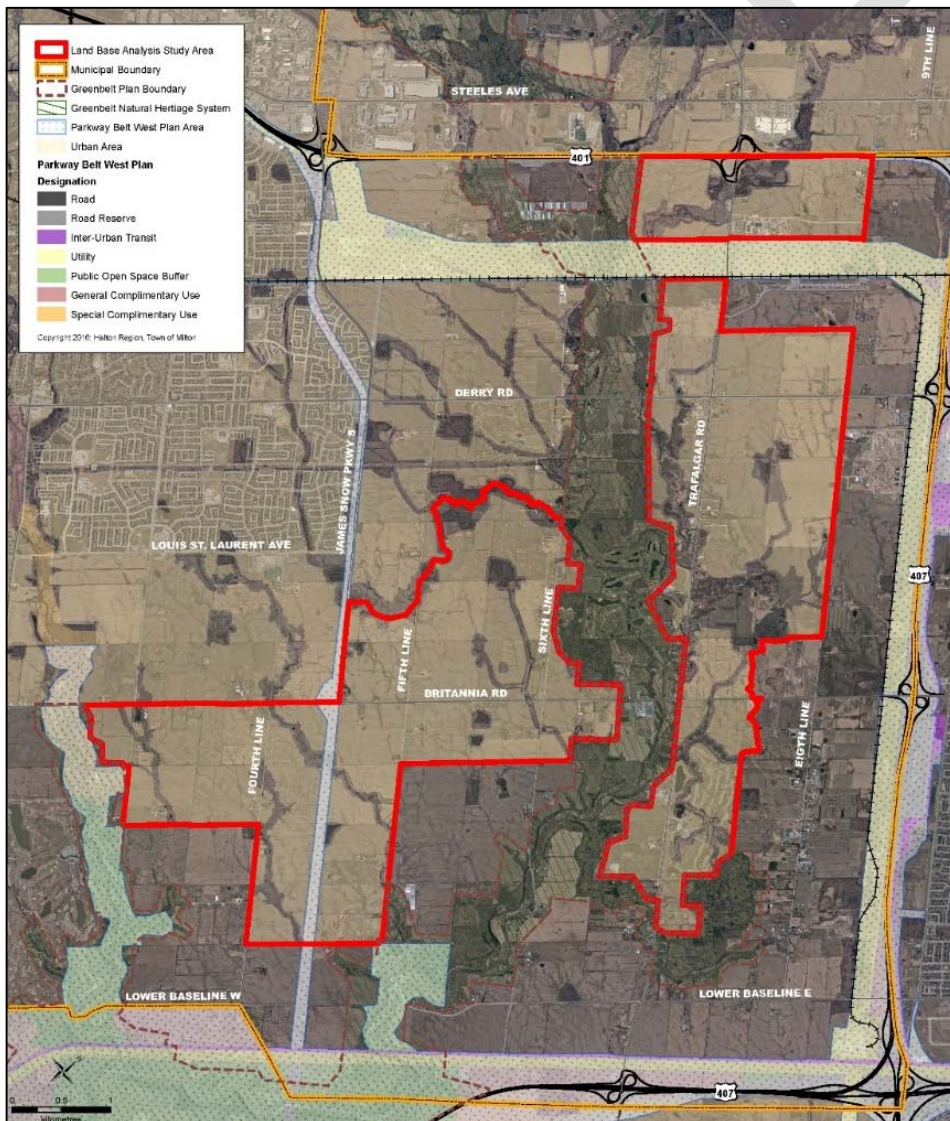 Land Base Analysis Study Area
Municipal Boundary
Greenbelt Plan Boundary
Greenbelt Natural Hertiage System
Parkway Belt West Plan Area
Urban Area
Parkway Belt West Plan
Designation
Road
Road Reserve
Inter-Urban Transit
Utility
Public Open Space Buffer
General Complimentary Use
Special Complimentary Use
Copyright 2016: Halton Region, Town of Milton
9TH LINE
STEELES AVE
401
DERRY RD
JAMES SNOW PKWY S
TRAFALGAR RD
LOUIS ST. LAURENT AVE
407
FIFTH LINE
SIXTH LINE
BRITANNIA RD
FOURTH LINE
EIGTH LINE
LOWER BASELINE W
LOWER BASELINE E
0 0.5 1
kilometres
407